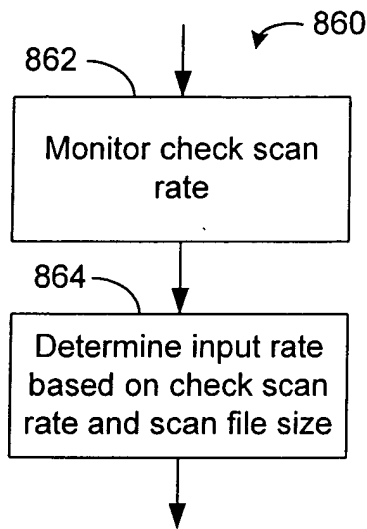 860
862
Monitor check scan
rate
864
Determine input rate
based on check scan
rate and scan file size